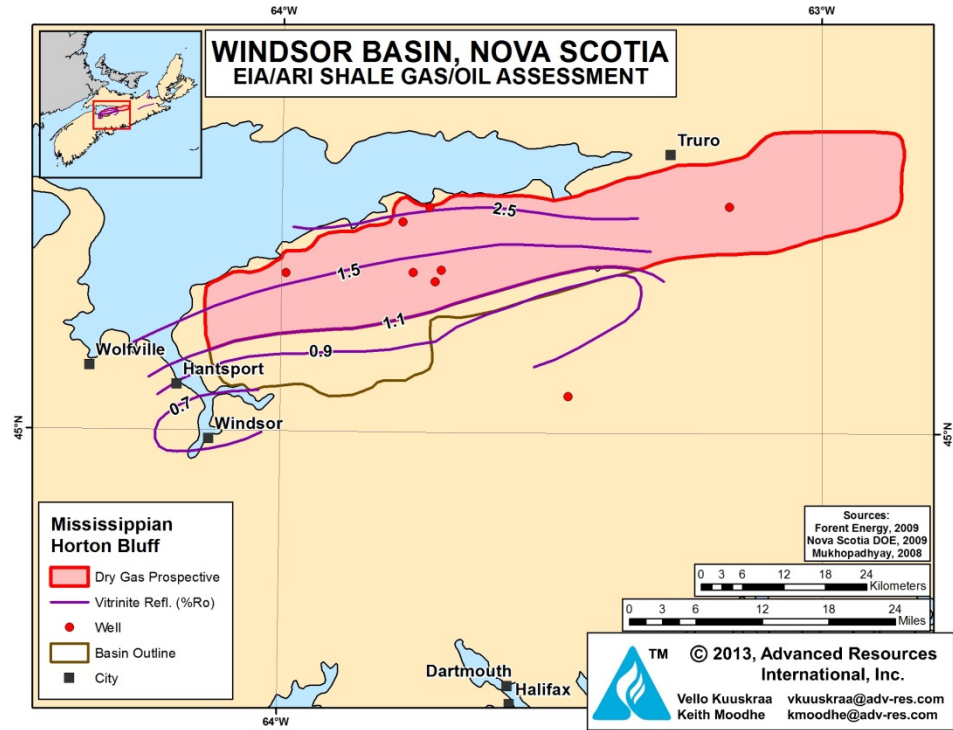 64°W
63°W
WINDSOR BASIN, NOVA SCOTIA
EIA/ARI SHALE GAS/OIL ASSESSMENT
Truro
2.5
1.5
1.1
0.9
Wolfville
Hantsport
0.7
Windsor
45°N
45°N
Mississippian
Horton Bluff
Dry Gas Prospective
Vitrinite Refl. (%Ro)
Well
Basin Outline
City
Sources:
Forent Energy, 2009
Nova Scotia DOE, 2009
Mukhopadhyay, 2008
0 3 6 12 18 24
Kilometers
0 3 6 12 18 24
Miles
Dartmouth
Halifax
TM
© 2013, Advanced Resources
International, Inc.
Vello Kuuskraa vkuuskraa@adv-res.com
Keith Moodhe kmoodhe@adv-res.com
64°W
63°W